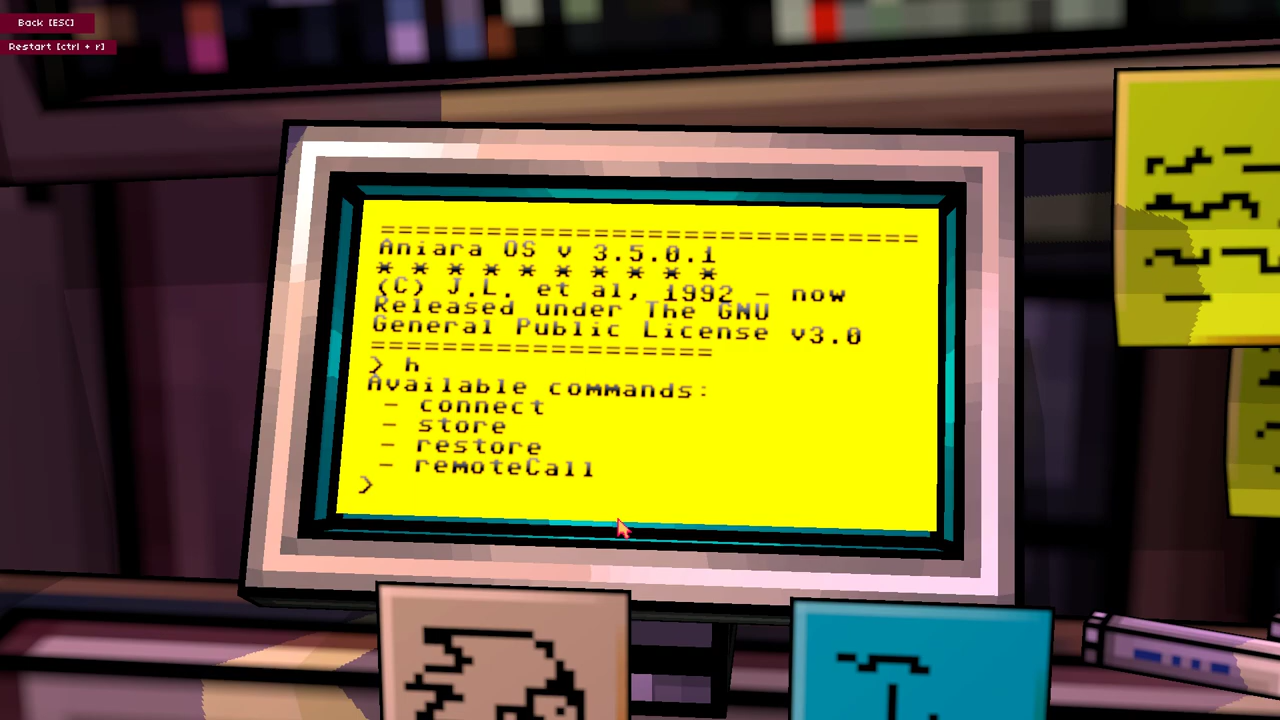 Back [ESC]
Restart [ctrl + r]
==============================
Aniara OS v 3.5.0.1
* * * * * * * * * *
(C) J.L. et al, 1992 - now
Released under The GNU
General Public License v3.0
===================
> h
Available commands:
- connect
- store
- restore
- remoteCall
>